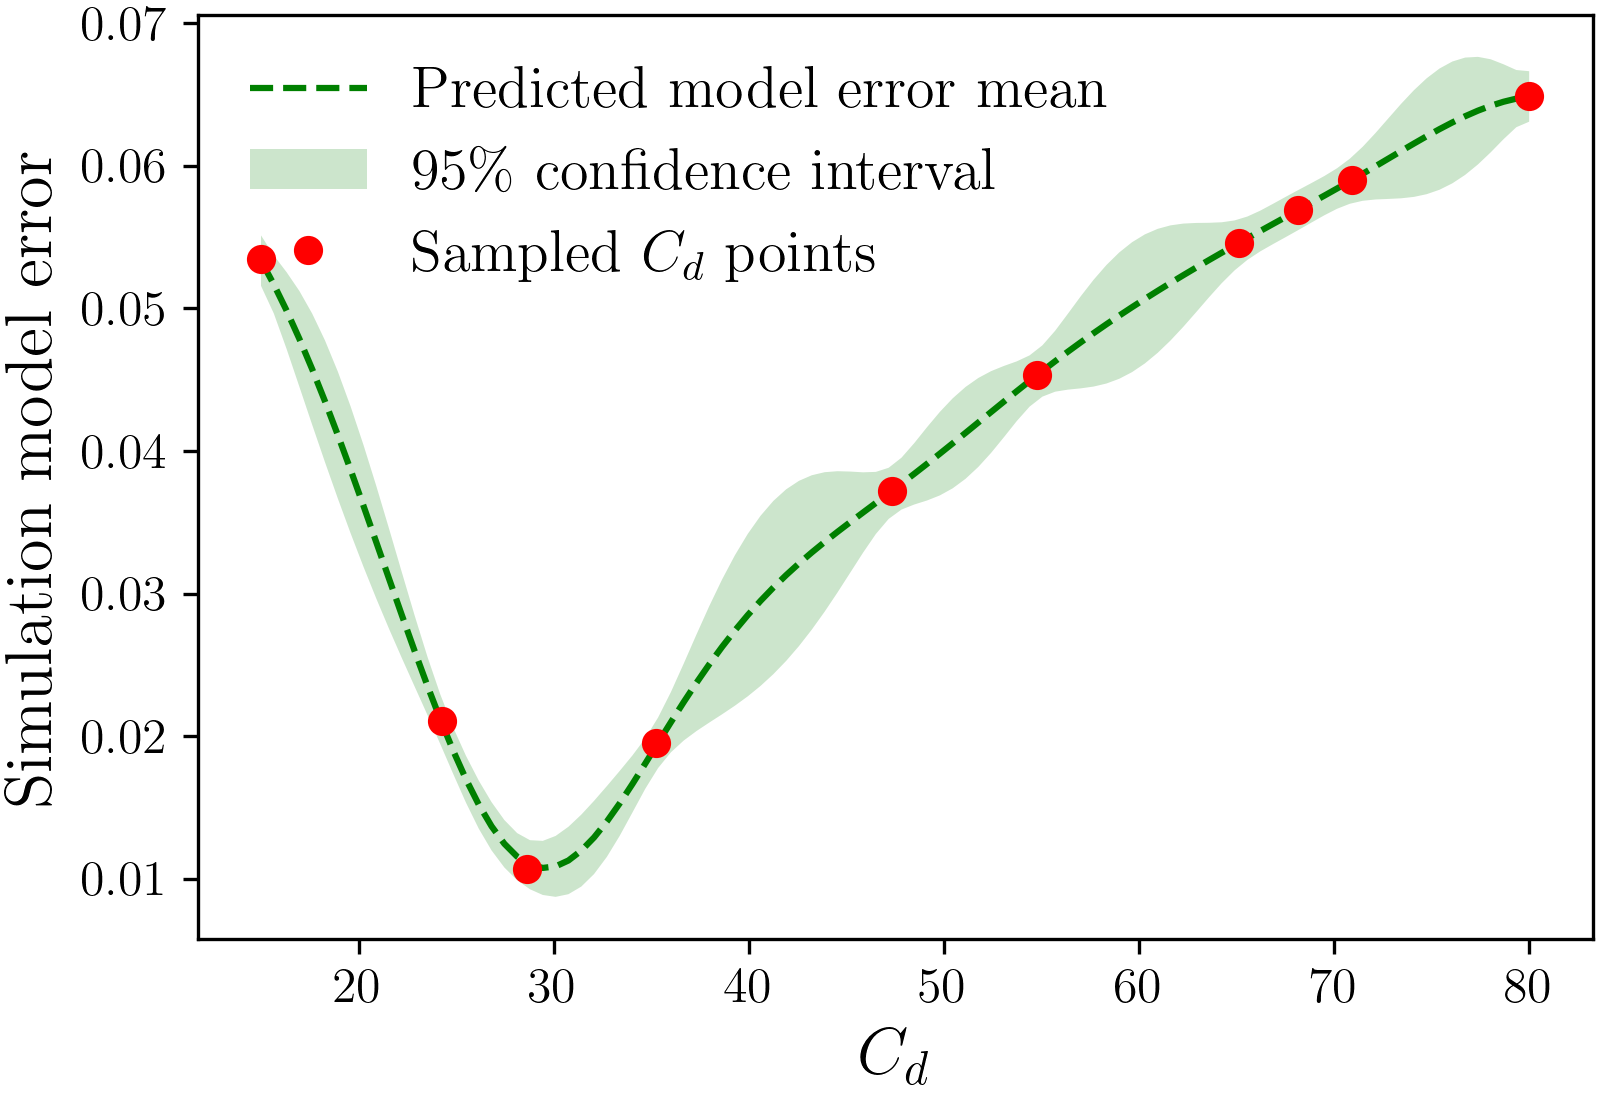 0.07
0.06
0.05
0.04
0.03
0.02
0.01
Simulation model error
Predicted model error mean
95% confidence interval
Sampled C_d points
20 30 40 50 60 70 80
C_d